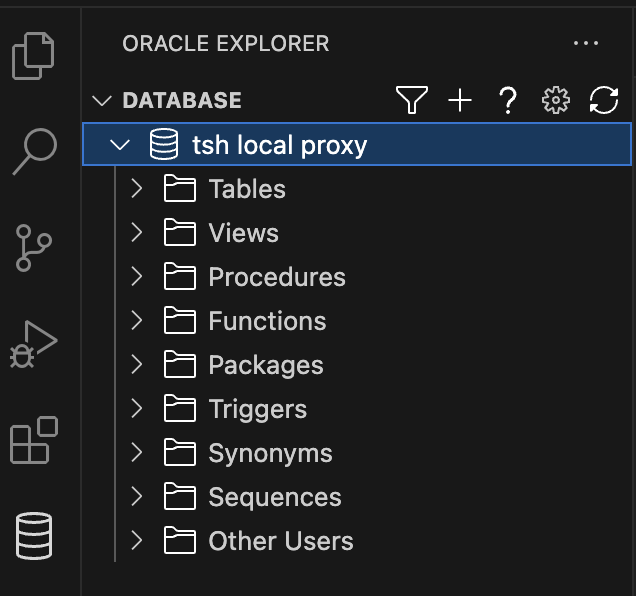 ORACLE EXPLORER
DATABASE
tsh local proxy
Tables
Views
Procedures
Functions
Packages
Triggers
Synonyms
Sequences
Other Users